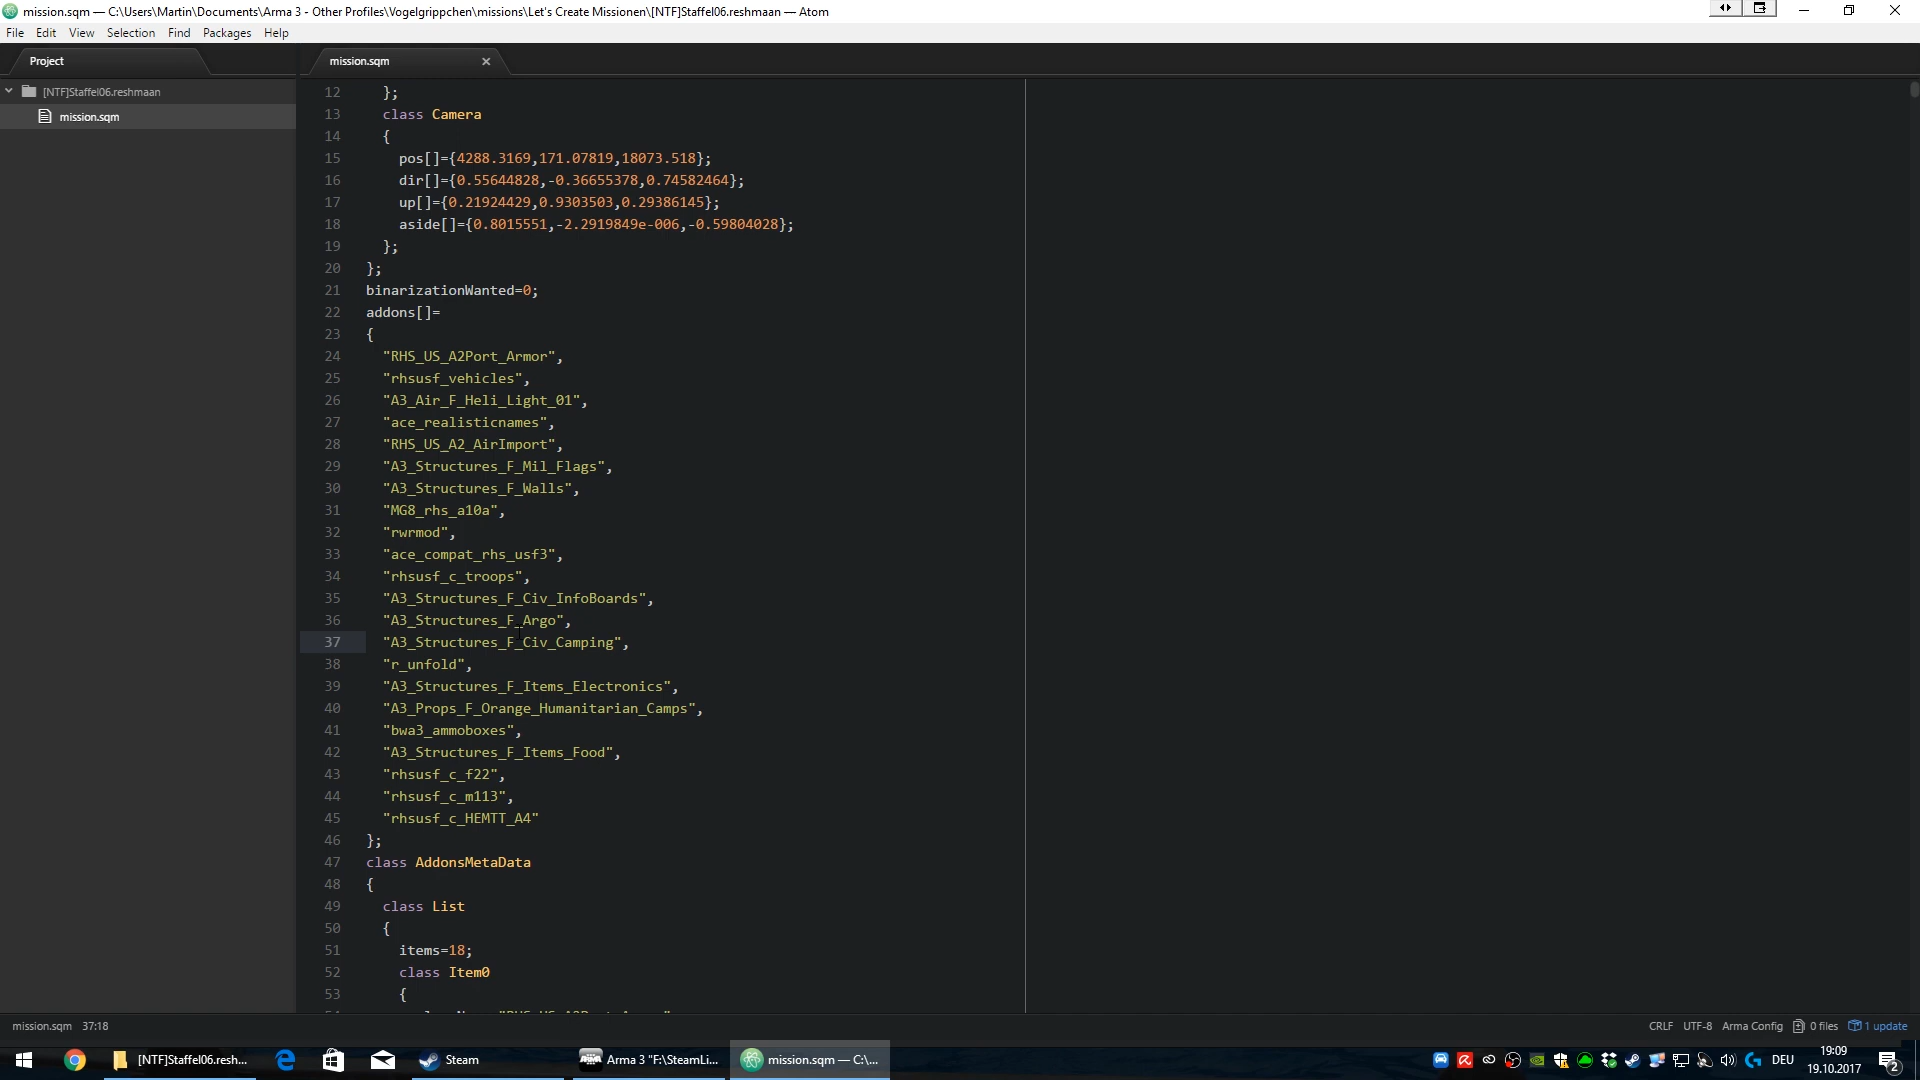 mission.sqm — C:\Users\Martin\Documents\Arma 3 - Other Profiles\Vogelgrippchen\missions\Let's Create Missionen\[NTF]Staffel06.reshmaan — Atom
File Edit View Selection Find Packages Help
Project
mission.sqm
[NTF]Staffel06.reshmaan
mission.sqm
12 };
13 class Camera
14 {
15 pos[]={4288.3169,171.07819,18073.518};
16 dir[]={0.55644828,-0.36655378,0.74582464};
17 up[]={0.21924429,0.9303503,0.29386145};
18 aside[]={0.8015551,-2.2919849e-006,-0.59804028};
19 };
20 };
21 binarizationWanted=0;
22 addons[]=
23 {
24 "RHS_US_A2Port_Armor",
25 "rhsusf_vehicles",
26 "A3_Air_F_Heli_Light_01",
27 "ace_realisticnames",
28 "RHS_US_A2_AirImport",
29 "A3_Structures_F_Mil_Flags",
30 "A3_Structures_F_Walls",
31 "MG8_rhs_a10a",
32 "rwrmod",
33 "ace_compat_rhs_usf3",
34 "rhsusf_c_troops",
35 "A3_Structures_F_Civ_InfoBoards",
36 "A3_Structures_F_Argo",
37 "A3_Structures_F_Civ_Camping",
38 "r_unfold",
39 "A3_Structures_F_Items_Electronics",
40 "A3_Props_F_Orange_Humanitarian_Camps",
41 "bwa3_ammoboxes",
42 "A3_Structures_F_Items_Food",
43 "rhsusf_c_f22",
44 "rhsusf_c_m113",
45 "rhsusf_c_HEMTT_A4"
46 };
47 class AddonsMetaData
48 {
49 class List
50 {
51 items=18;
52 class Item0
53 {
mission.sqm 37:18
CRLF UTF-8 Arma Config 0 files 1 update
[NTF]Staffel06.resh... Steam Arma 3 "F:\SteamLi... mission.sqm — C:\... DEU
19:09
19.10.2017
2